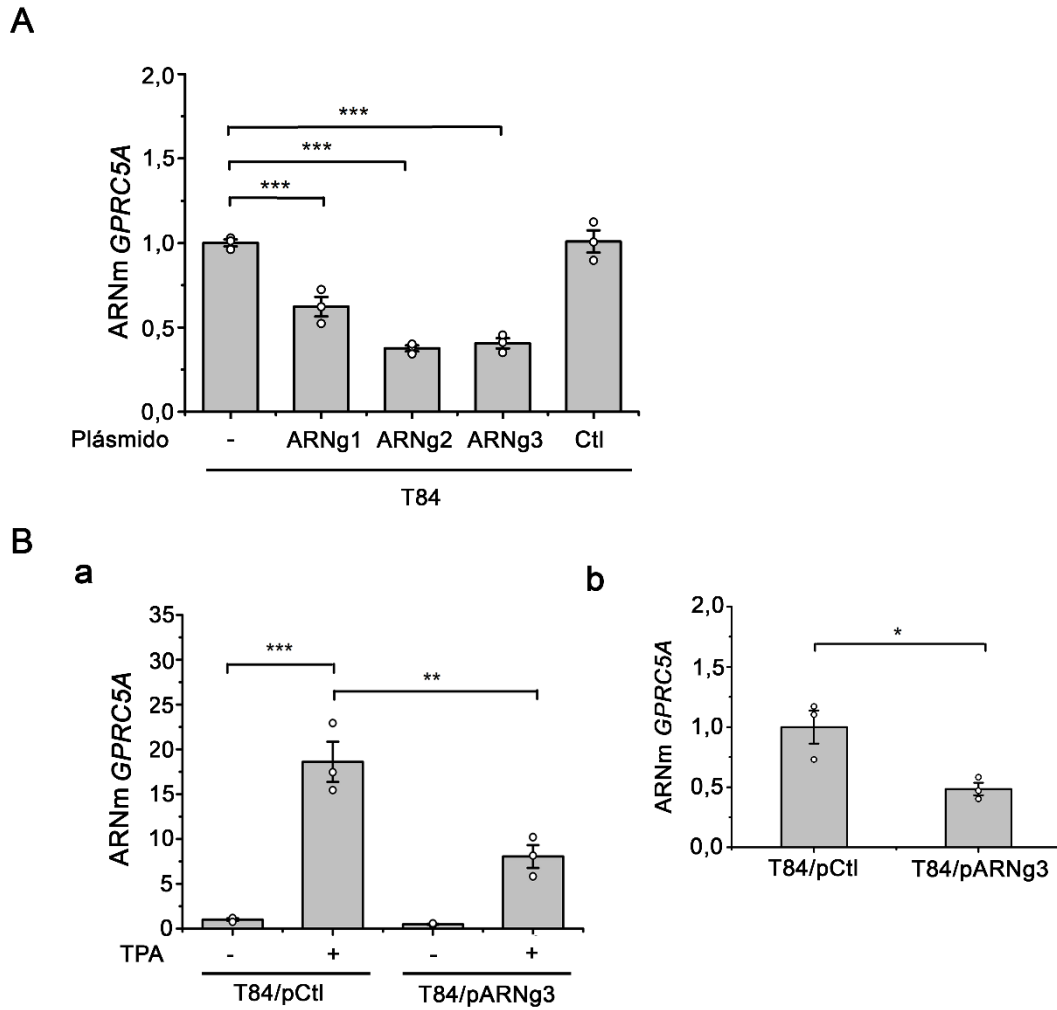 A
2,0
1,5
1,0
0,5
0,0
ARNm GPRC5A
***
***
***
Plásmido - ARNg1 ARNg2 ARNg3 Ctl
T84
B
a
35
30
25
20
15
10
5
0
ARNm GPRC5A
***
**
TPA - + - +
T84/pCtl T84/pARNg3
b
2,0
1,5
1,0
0,5
0,0
ARNm GPRC5A
*
T84/pCtl T84/pARNg3